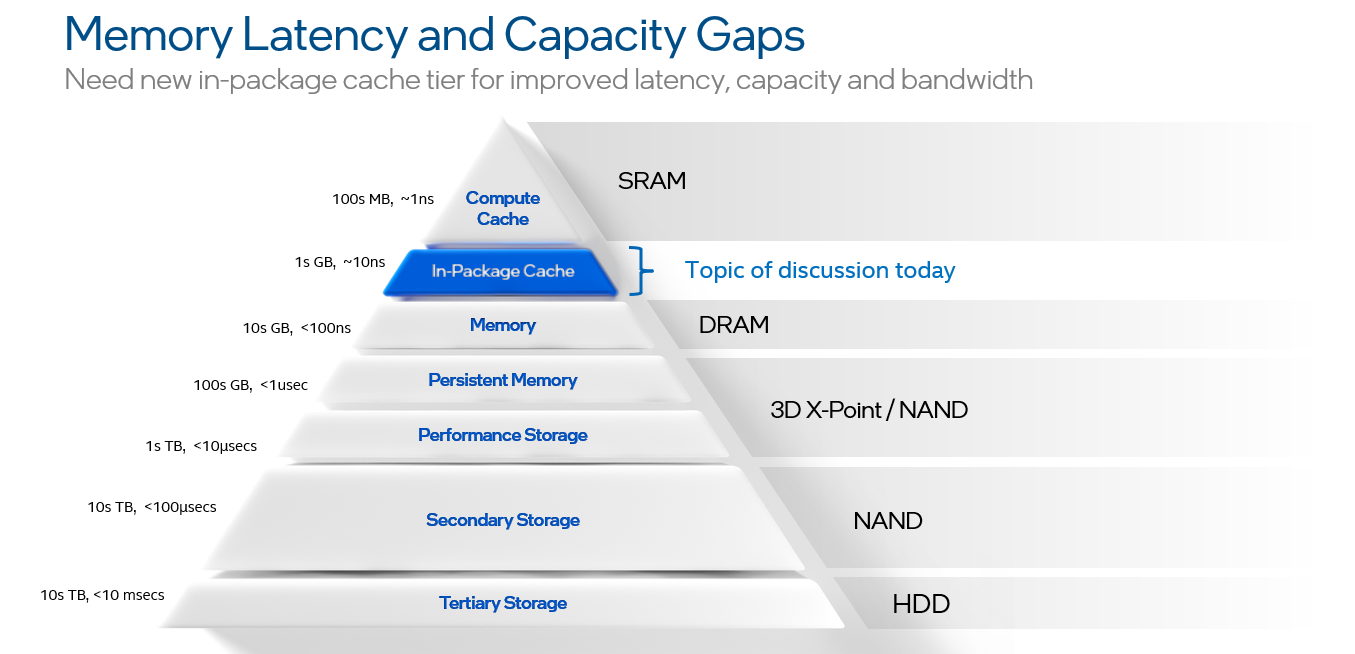 Memory Latency and Capacity Gaps
Need new in-package cache tier for improved latency, capacity and bandwidth
SRAM
100s MB, ~1ns
Compute
Cache
1s GB, ~10ns
In-Package Cache
Topic of discussion today
10s GB, <100ns
Memory
DRAM
100s GB, <1usec
Persistent Memory
3D X-Point / NAND
1s TB, <10µsecs
Performance Storage
10s TB, <100µsecs
Secondary Storage
NAND
10s TB, <10 msecs
Tertiary Storage
HDD